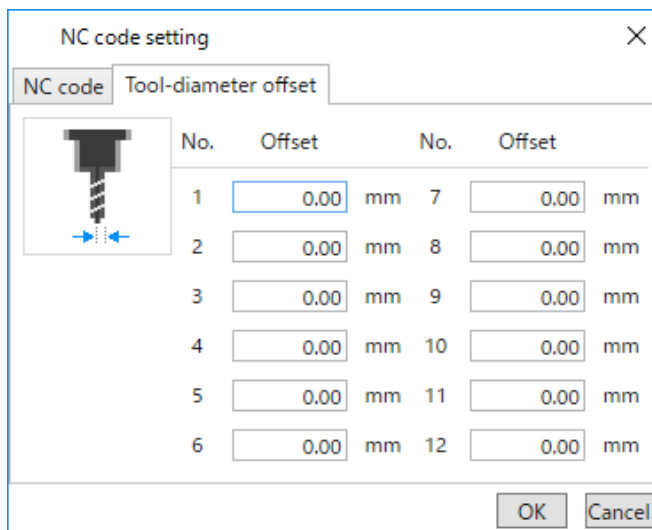 NC code setting
NC code Tool-diameter offset
No. Offset No. Offset
1 0.00 mm 7 0.00 mm
2 0.00 mm 8 0.00 mm
3 0.00 mm 9 0.00 mm
4 0.00 mm 10 0.00 mm
5 0.00 mm 11 0.00 mm
6 0.00 mm 12 0.00 mm
OK Cancel